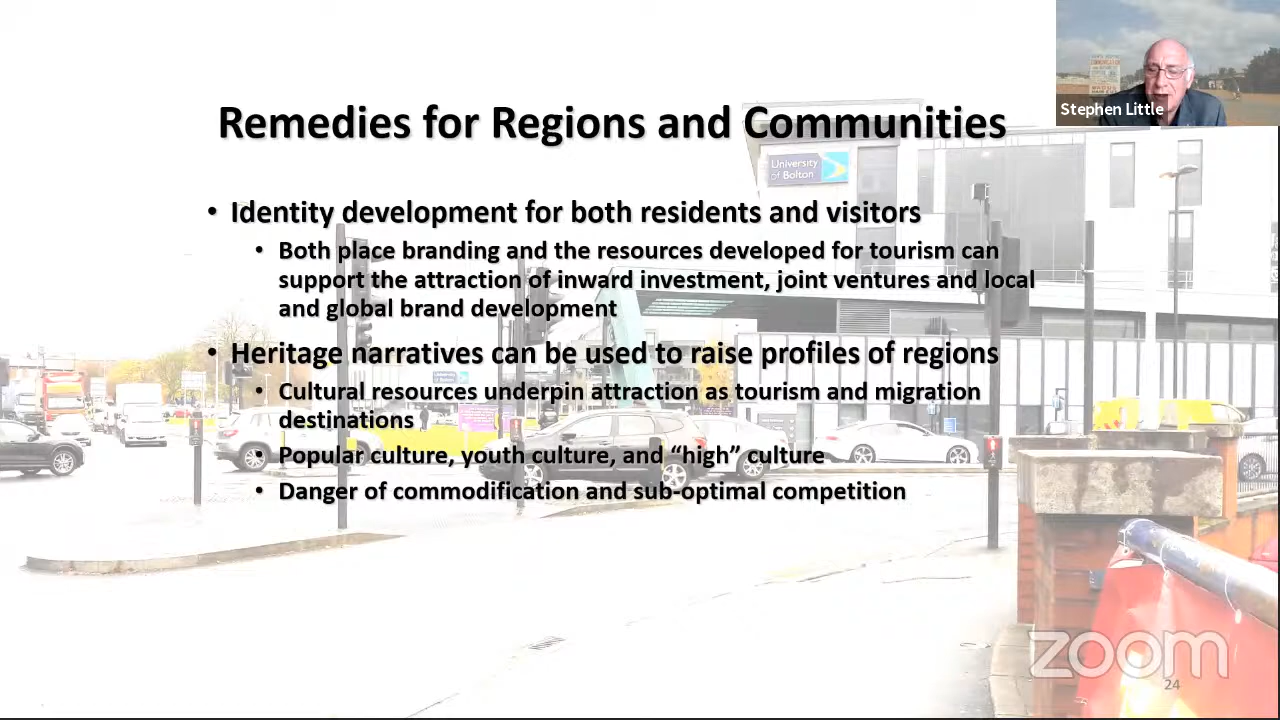 Stephen Little
Remedies for Regions and Communities
University
of Bolton
• Identity development for both residents and visitors
• Both place branding and the resources developed for tourism can
support the attraction of inward investment, joint ventures and local
and global brand development
• Heritage narratives can be used to raise profiles of regions
• Cultural resources underpin attraction as tourism and migration
destinations
• Popular culture, youth culture, and “high” culture
• Danger of commodification and sub-optimal competition
zoom
24